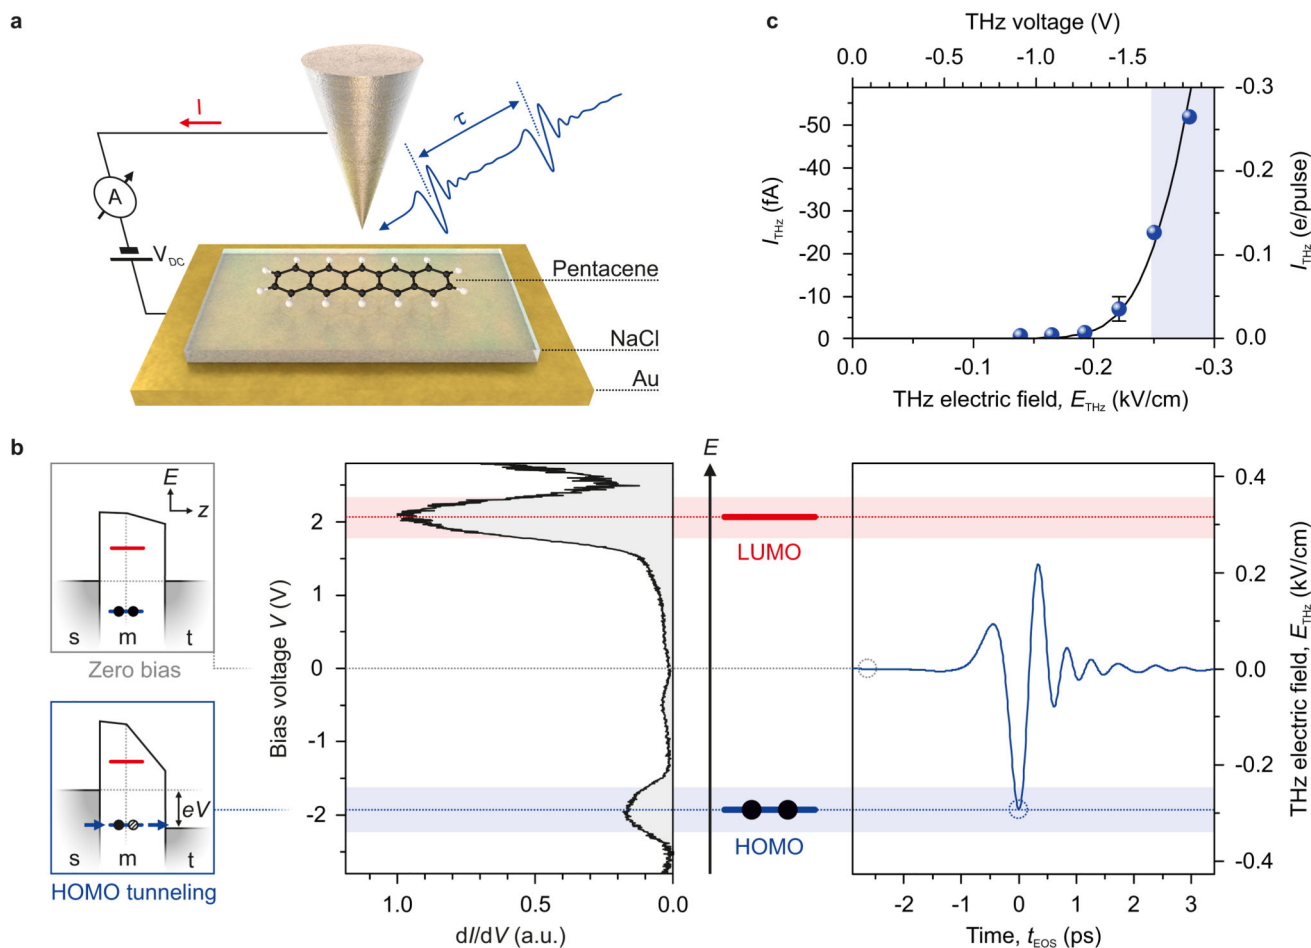 a
I
τ
A
V_DC
Pentacene
NaCl
Au
c
THz voltage (V)
0.0 -0.5 -1.0 -1.5
-50
-40
-30
-20
-10
0
I_THz (fA)
-0.3
-0.2
-0.1
0.0
I_THz (e/pulse)
0.0 -0.1 -0.2 -0.3
THz electric field, E_THz (kV/cm)
b
E
z
s m t
Zero bias
eV
s m t
HOMO tunneling
Bias voltage V (V)
2
1
0
-1
-2
1.0 0.5 0.0
dI/dV (a.u.)
E
LUMO
HOMO
0.4
0.2
0.0
-0.2
-0.4
THz electric field, E_THz (kV/cm)
-2 -1 0 1 2 3
Time, t_EOS (ps)